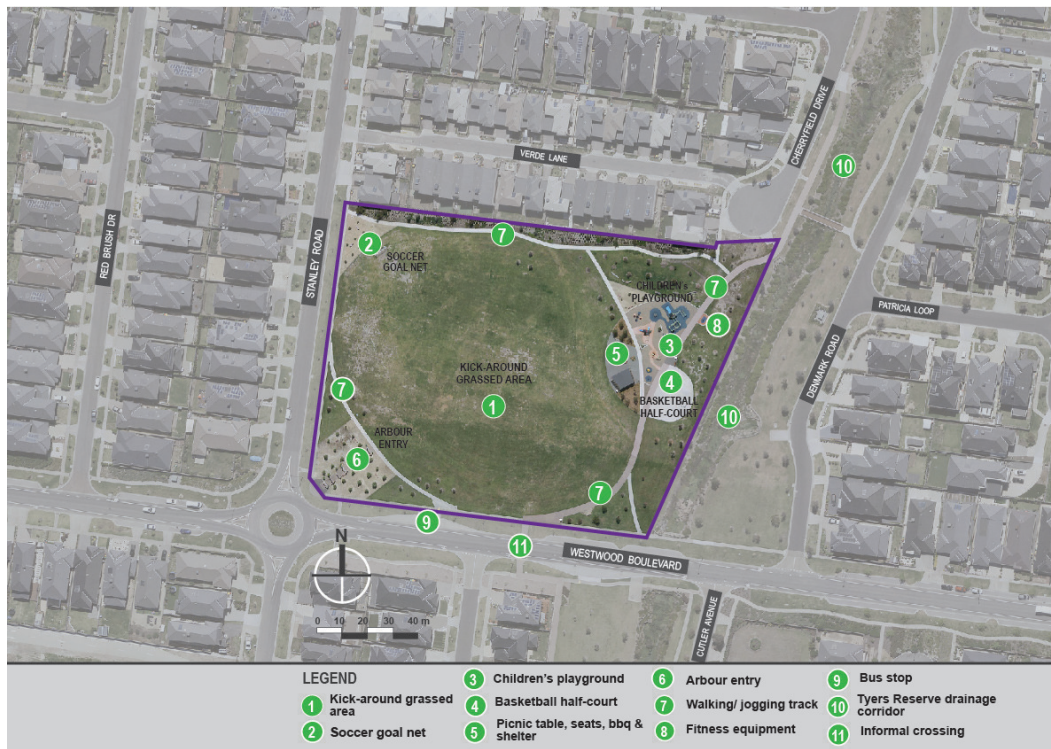 VERDE LANE
CHERRYFIELD DRIVE
10
RED BRUSH DR
STANLEY ROAD
2
SOCCER
GOAL NET
7
CHILDREN's
PLAYGROUND
7
8
PATRICIA LOOP
3
5
DENMARK ROAD
KICK-AROUND
GRASSED AREA
1
4
BASKETBALL
HALF-COURT
10
7
ARBOUR
ENTRY
6
7
9
11
WESTWOOD BOULEVARD
N
0 10 20 30 40 m
CUTLER AVENUE
LEGEND
1 Kick-around grassed
area
2 Soccer goal net
3 Children's playground
4 Basketball half-court
5 Picnic table, seats, bbq &
shelter
6 Arbour entry
7 Walking/ jogging track
8 Fitness equipment
9 Bus stop
10 Tyers Reserve drainage
corridor
11 Informal crossing